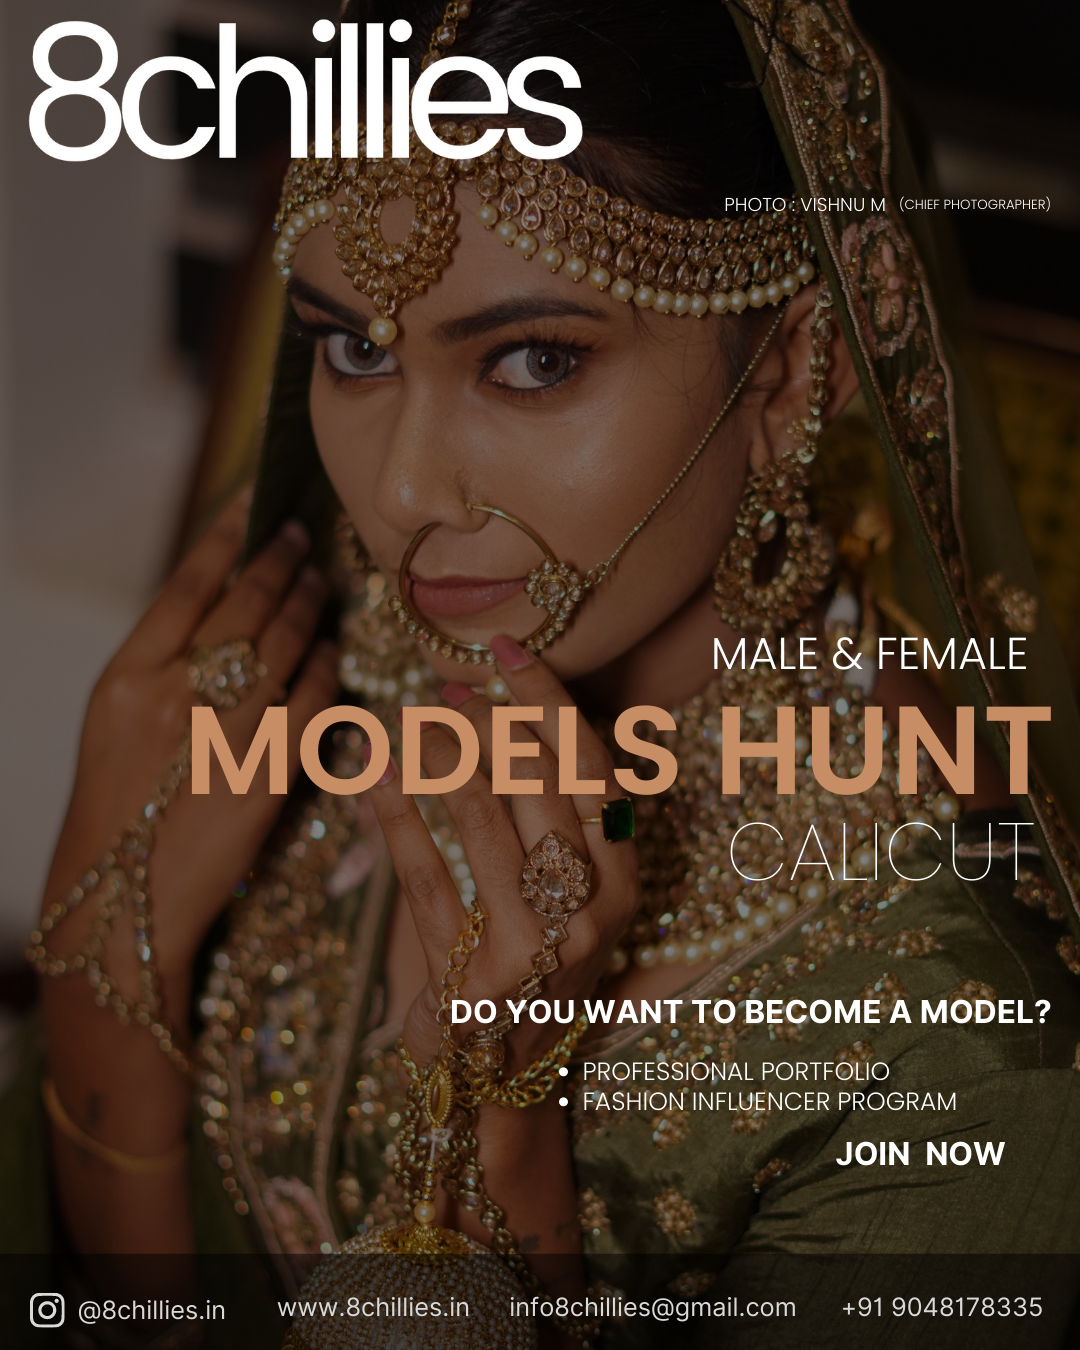 8chillies
PHOTO : VISHNU M (CHIEF PHOTOGRAPHER)
MALE & FEMALE
MODELS HUNT
CALICUT
DO YOU WANT TO BECOME A MODEL?
• PROFESSIONAL PORTFOLIO
• FASHION INFLUENCER PROGRAM
JOIN NOW
@8chillies.in www.8chillies.in info8chillies@gmail.com +91 9048178335